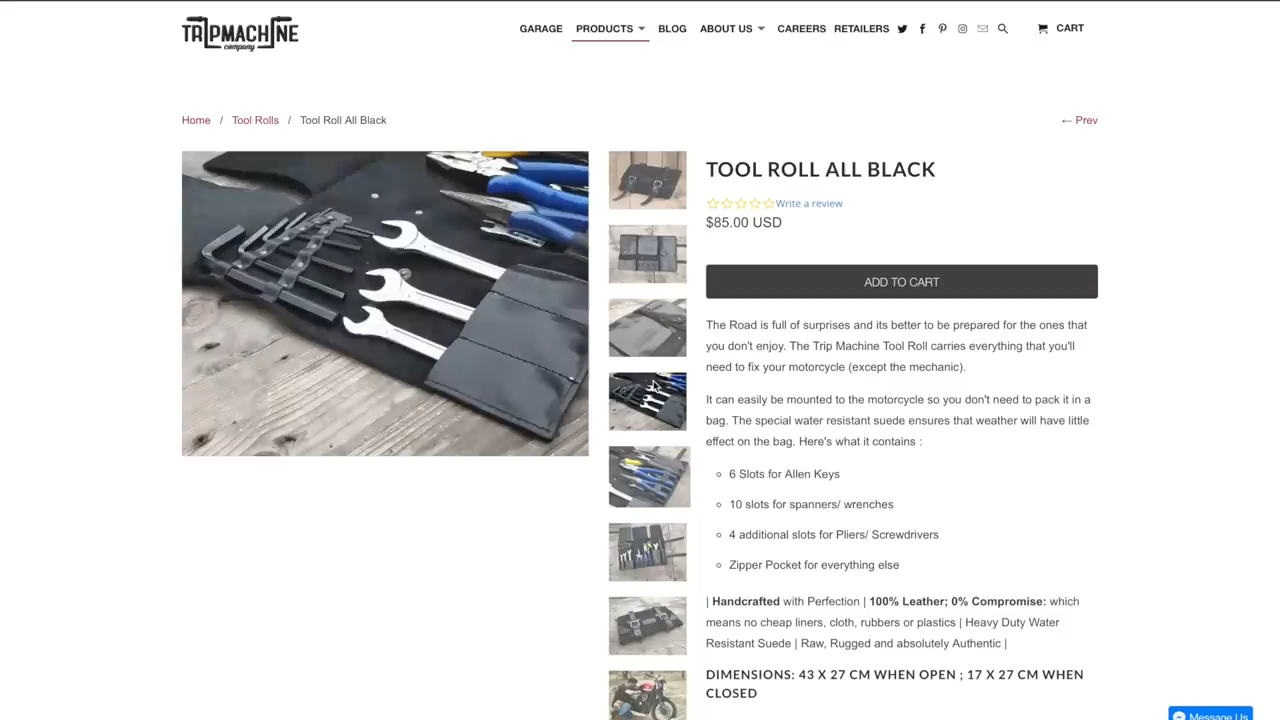 TRIPMACHINE
company
GARAGE PRODUCTS BLOG ABOUT US CAREERS RETAILERS CART
Home / Tool Rolls / Tool Roll All Black ← Prev
TOOL ROLL ALL BLACK
Write a review
$85.00 USD
ADD TO CART
The Road is full of surprises and its better to be prepared for the ones that
you don't enjoy. The Trip Machine Tool Roll carries everything that you'll
need to fix your motorcycle (except the mechanic).
It can easily be mounted to the motorcycle so you don't need to pack it in a
bag. The special water resistant suede ensures that weather will have little
effect on the bag. Here's what it contains :
6 Slots for Allen Keys
10 slots for spanners/ wrenches
4 additional slots for Pliers/ Screwdrivers
Zipper Pocket for everything else
| Handcrafted with Perfection | 100% Leather; 0% Compromise: which
means no cheap liners, cloth, rubbers or plastics | Heavy Duty Water
Resistant Suede | Raw, Rugged and absolutely Authentic |
DIMENSIONS: 43 X 27 CM WHEN OPEN ; 17 X 27 CM WHEN
CLOSED
Message Us